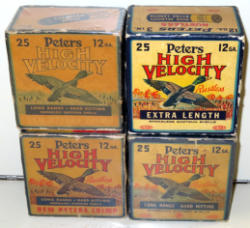 25 Peters 12 GA.
HIGH
VELOCITY
LONG RANGE - HARD HITTING
PETERS
25 Peters 12 GA.
HIGH
VELOCITY
Rustless
EXTRA LENGTH
25 Peters 12 GA.
HIGH
VELOCITY
LONG RANGE - HARD HITTING
NEW PETERS CRIMP
25 Peters 12 GA.
HIGH
VELOCITY
LONG RANGE - HARD HITTING